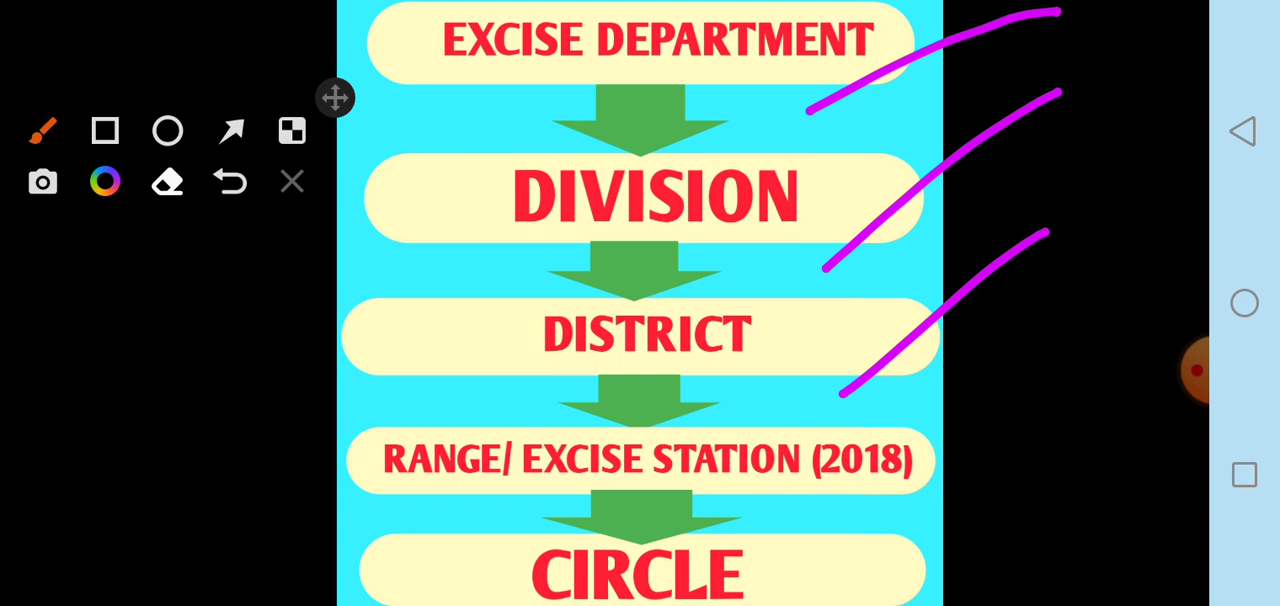 EXCISE DEPARTMENT
DIVISION
DISTRICT
RANGE/ EXCISE STATION (2018)
CIRCLE